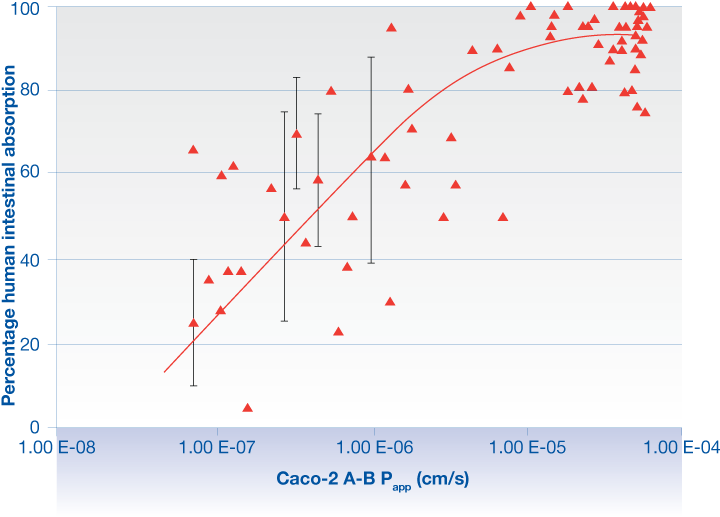 Percentage human intestinal absorption
100
80
60
40
20
0
1.00 E-08 1.00 E-07 1.00 E-06 1.00 E-05 1.00 E-04
Caco-2 A-B Papp (cm/s)